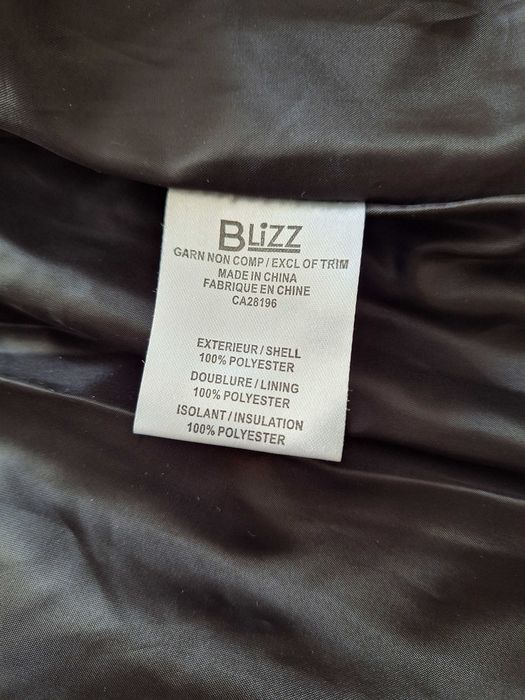 BLiZZ
GARN NON COMP / EXCL OF TRIM
MADE IN CHINA
FABRIQUE EN CHINE
CA28196
EXTERIEUR / SHELL
100% POLYESTER
DOUBLURE / LINING
100% POLYESTER
ISOLANT / INSULATION
100% POLYESTER